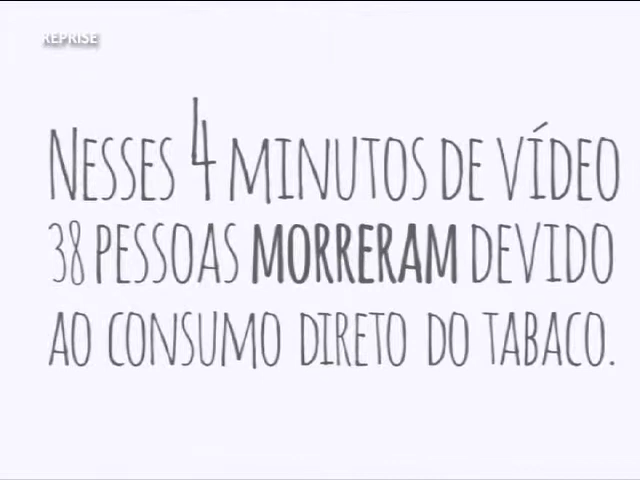 REPRISE
NESSES 4 MINUTOS DE VÍDEO
38 PESSOAS MORRERAM DEVIDO
AO CONSUMO DIRETO DO TABACO.